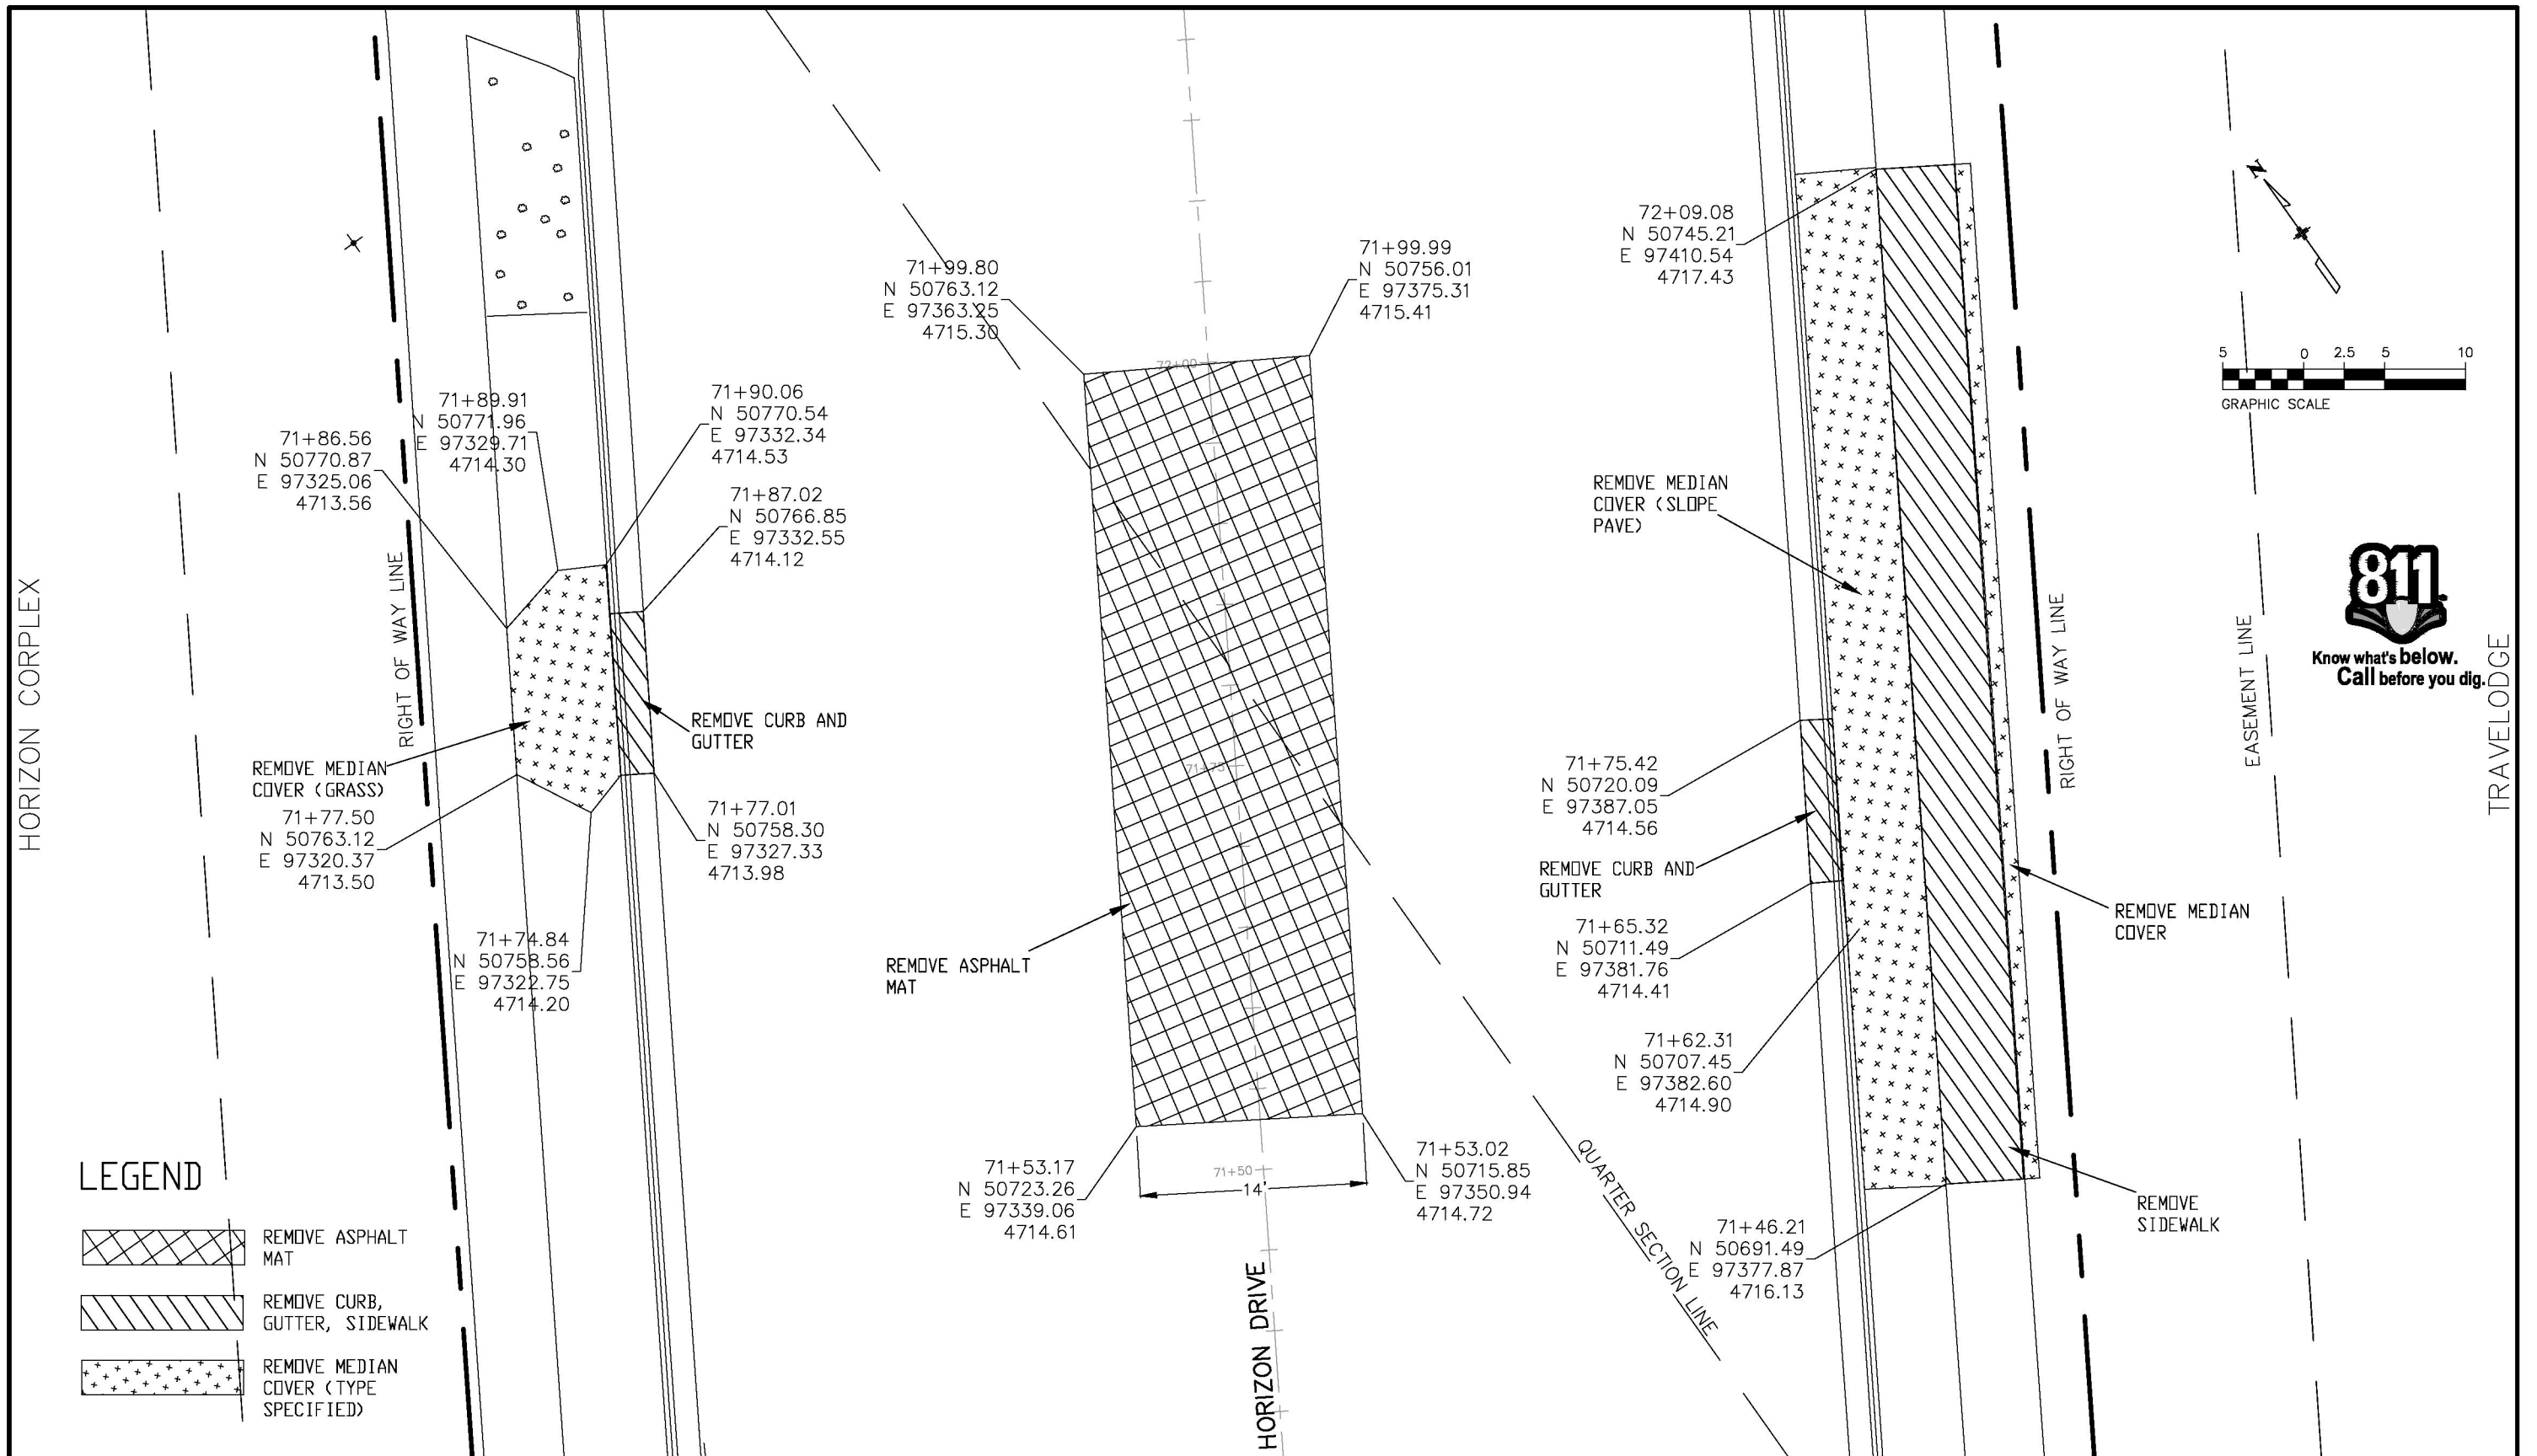 72+09.08
N 50745.21
E 97410.54
4717.43
N
71+99.80
N 50763.12
E 97363.25
4715.30
71+99.99
N 50756.01
E 97375.31
4715.41
72+00
5 0 2.5 5 10
GRAPHIC SCALE
71+89.91
N 50771.96
E 97329.71
4714.30
71+90.06
N 50770.54
E 97332.34
4714.53
71+86.56
N 50770.87
E 97325.06
4713.56
71+87.02
N 50766.85
E 97332.55
4714.12
REMOVE MEDIAN
COVER (SLOPE
PAVE)
811
Know what's below.
Call before you dig.
HORIZON CORPLEX
RIGHT OF WAY LINE
REMOVE CURB AND
GUTTER
REMOVE MEDIAN
COVER (GRASS)
71+77.50
N 50763.12
E 97320.37
4713.50
71+77.01
N 50758.30
E 97327.33
4713.98
71+75
71+75.42
N 50720.09
E 97387.05
4714.56
RIGHT OF WAY LINE
EASEMENT LINE
TRAVELODGE
REMOVE CURB AND
GUTTER
71+74.84
N 50758.56
E 97322.75
4714.20
REMOVE ASPHALT
MAT
71+65.32
N 50711.49
E 97381.76
4714.41
REMOVE MEDIAN
COVER
71+62.31
N 50707.45
E 97382.60
4714.90
71+53.17
N 50723.26
E 97339.06
4714.61
71+50
14'
71+53.02
N 50715.85
E 97350.94
4714.72
QUARTER SECTION LINE
71+46.21
N 50691.49
E 97377.87
4716.13
REMOVE
SIDEWALK
HORIZON DRIVE
LEGEND
REMOVE ASPHALT
MAT
REMOVE CURB,
GUTTER, SIDEWALK
REMOVE MEDIAN
COVER (TYPE
SPECIFIED)